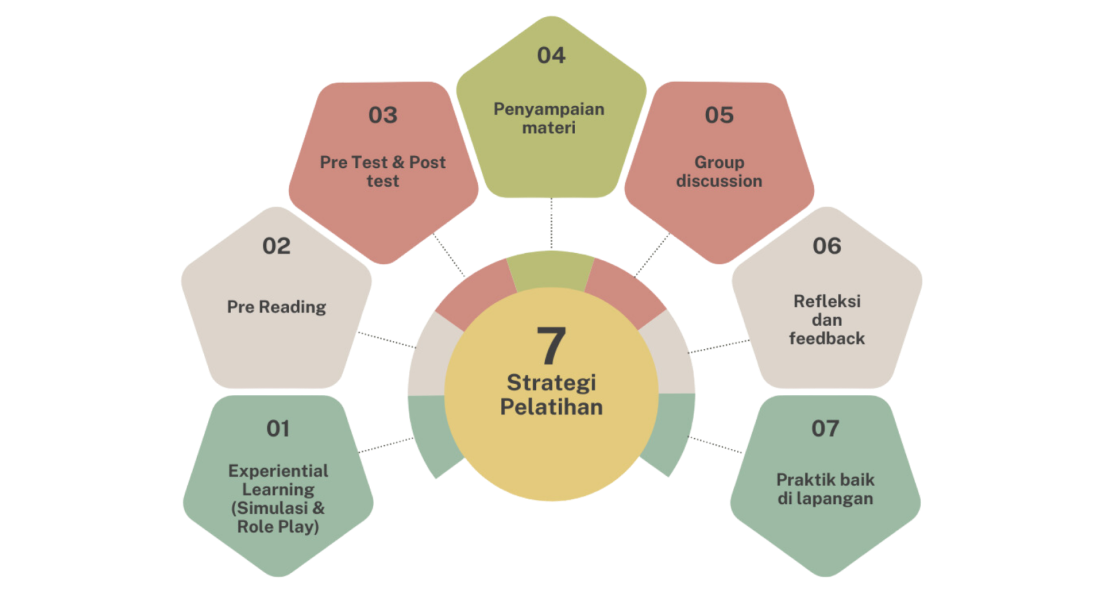 04
Penyampaian
materi
03
Pre Test & Post
test
05
Group
discussion
02
Pre Reading
06
Refleksi
dan
feedback
7
Strategi
Pelatihan
01
Experiential
Learning
(Simulasi &
Role Play)
07
Praktik baik
di lapangan